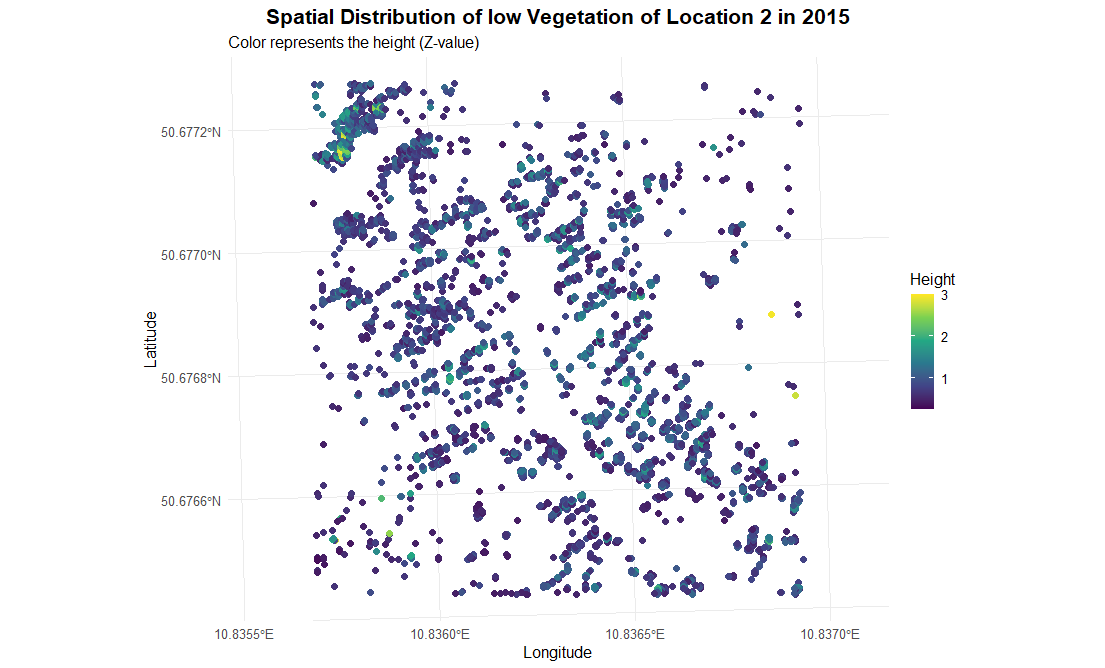 Spatial Distribution of low Vegetation of Location 2 in 2015
Color represents the height (Z-value)
Latitude
50.6772°N
50.6770°N
50.6768°N
50.6766°N
10.8355°E
10.8360°E
10.8365°E
10.8370°E
Longitude
Height
3
2
1